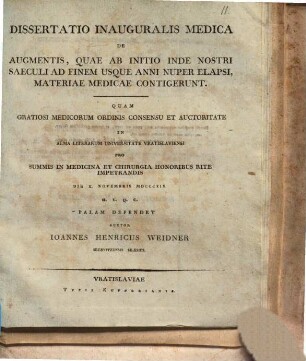 11
DISSERTATIO INAUGURALIS MEDICA
DE
AUGMENTIS, QUAE AB INITIO INDE NOSTRI
SAECULI AD FINEM USQUE ANNI NUPER ELAPSI,
MATERIAE MEDICAE CONTIGERUNT.
QUAM
GRATIOSI MEDICORUM ORDINIS CONSENSU ET AUCTORITATE
IN
ALMA LITERARUM UNIVERSITATE VRATISLAVIENSI
PRO
SUMMIS IN MEDICINA ET CHIRURGIA HONORIBUS RITE
IMPETRANDIS
DIE X. NOVEMBRIS
H. L. Q. S.
PALAM DEFENDET
AUCTOR
IOANNES HENRICUS WEIDNER
VRATISLAVIAE
TYPIS KUPFERIANIS.